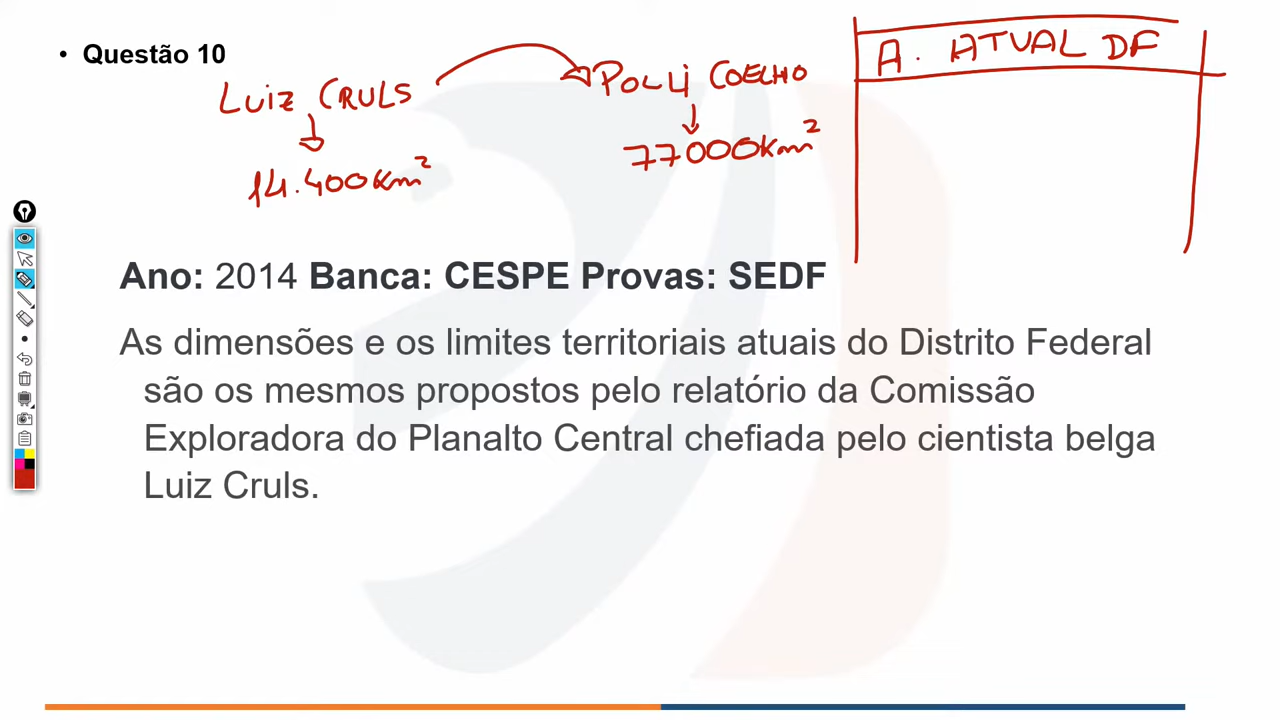 • Questão 10
LUIZ CRULS
POLLI COELHO
14.400Km²
77000Km²
A. ATUAL DF
Ano: 2014 Banca: CESPE Provas: SEDF
As dimensões e os limites territoriais atuais do Distrito Federal
são os mesmos propostos pelo relatório da Comissão
Exploradora do Planalto Central chefiada pelo cientista belga
Luiz Cruls.